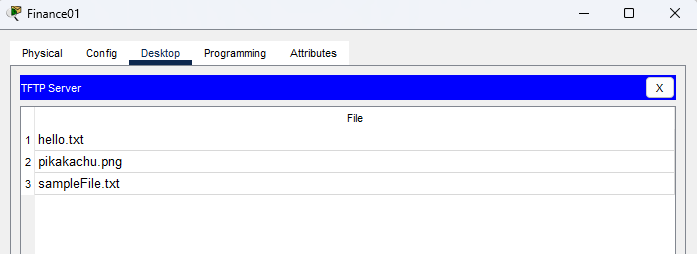 Finance01
Physical Config Desktop Programming Attributes
TFTP Server X
File
1 hello.txt
2 pikakachu.png
3 sampleFile.txt